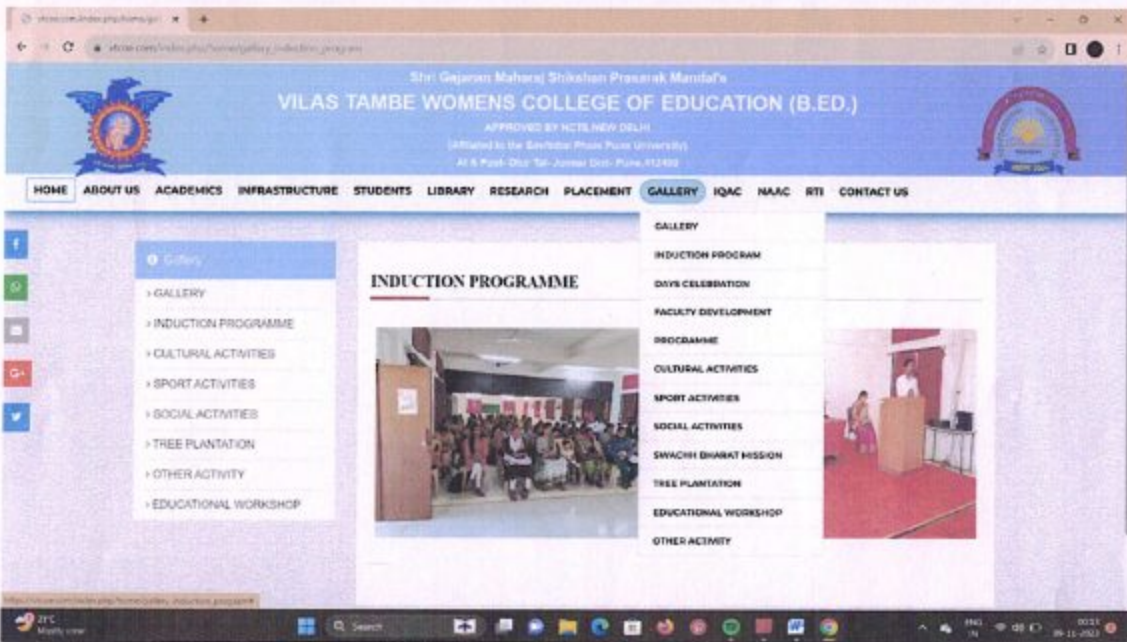 Shri Gajanan Maharaj Shikshan Prasarak Mandal's
VILAS TAMBE WOMENS COLLEGE OF EDUCATION (B.ED.)
APPROVED BY NCTE, NEW DELHI
HOME ABOUT US ACADEMICS INFRASTRUCTURE STUDENTS LIBRARY RESEARCH PLACEMENT GALLERY IQAC NAAC RTI CONTACT US
Gallery
> GALLERY
> INDUCTION PROGRAMME
> CULTURAL ACTIVITIES
> SPORT ACTIVITIES
> SOCIAL ACTIVITIES
> TREE PLANTATION
> OTHER ACTIVITY
> EDUCATIONAL WORKSHOP
INDUCTION PROGRAMME
GALLERY
INDUCTION PROGRAM
DAYS CELEBRATION
FACULTY DEVELOPMENT
PROGRAMME
CULTURAL ACTIVITIES
SPORT ACTIVITIES
SOCIAL ACTIVITIES
SWACHH BHARAT MISSION
TREE PLANTATION
EDUCATIONAL WORKSHOP
OTHER ACTIVITY
21°C
Search
ENG
IN